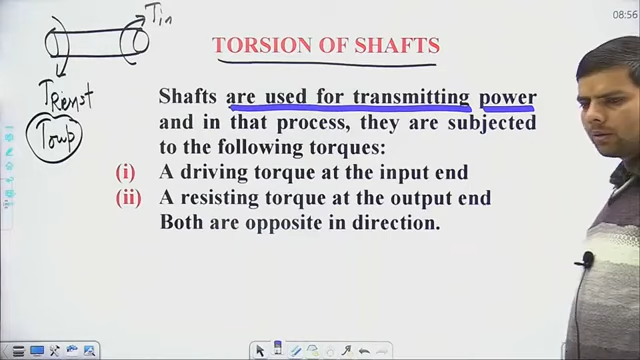 08:56
Tin
TORSION OF SHAFTS
TResist
Shafts are used for transmitting power
and in that process, they are subjected
to the following torques:
(i) A driving torque at the input end
(ii) A resisting torque at the output end
Both are opposite in direction.